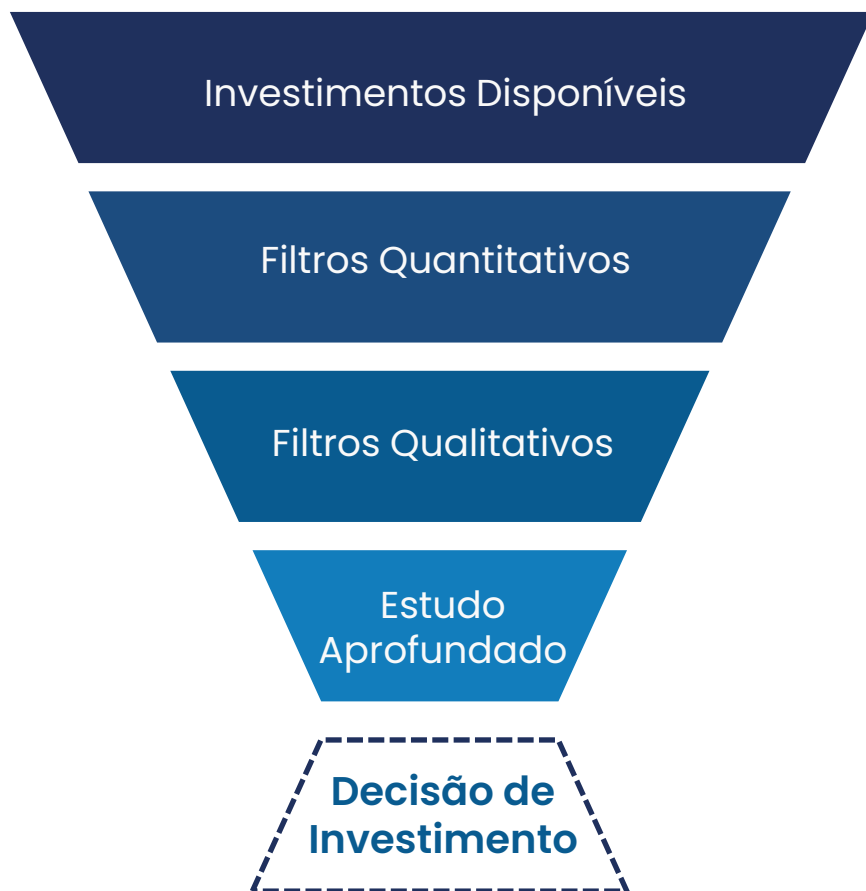 Investimentos Disponíveis
Filtros Quantitativos
Filtros Qualitativos
Estudo
Aprofundado
Decisão de
Investimento